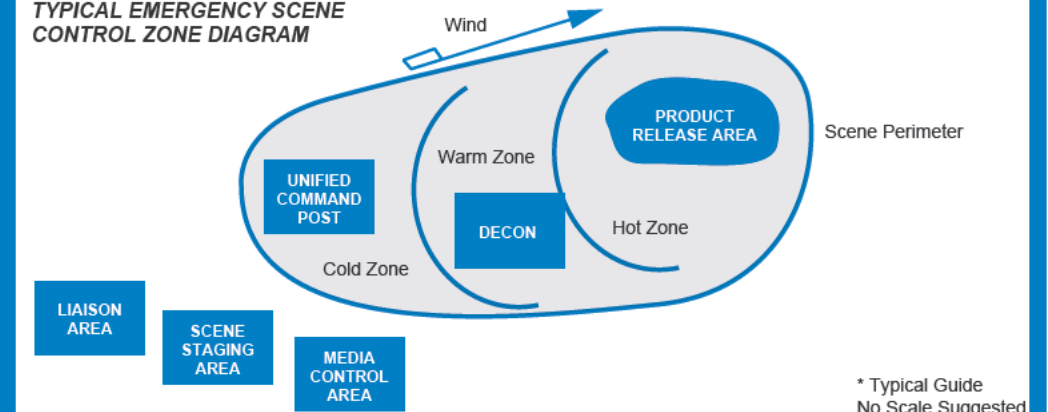 TYPICAL EMERGENCY SCENE
CONTROL ZONE DIAGRAM
Wind
PRODUCT
RELEASE AREA
Scene Perimeter
Warm Zone
UNIFIED
COMMAND
POST
DECON
Hot Zone
Cold Zone
LIAISON
AREA
SCENE
STAGING
AREA
MEDIA
CONTROL
AREA
* Typical Guide
No Scale Suggested